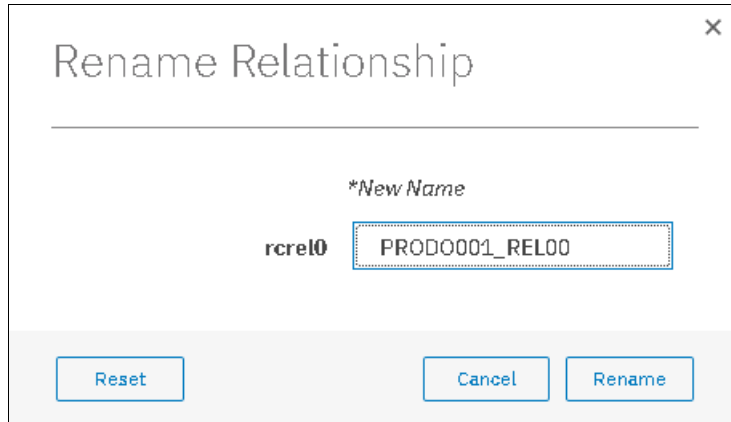 ×
Rename Relationship
*New Name
rcrel0 PRODO001_REL00
Reset Cancel Rename